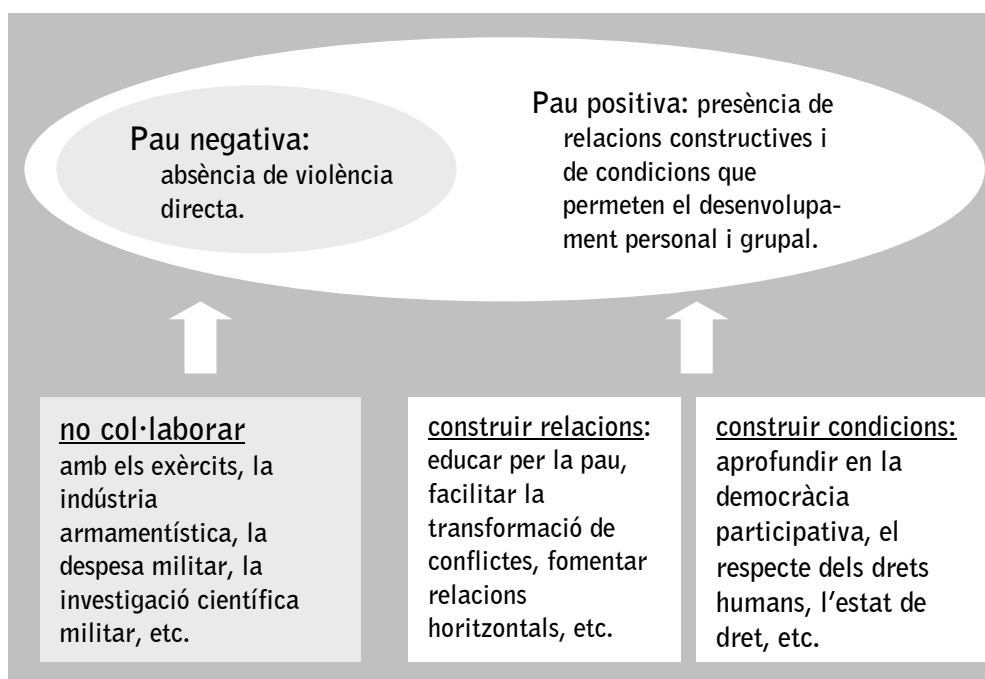 Pau negativa:
absència de violència
directa.
Pau positiva: presència de
relacions constructives i
de condicions que
permeten el desenvolupa-
ment personal i grupal.
no col·laborar
amb els exèrcits, la
indústria
armamentística, la
despesa militar, la
investigació científica
militar, etc.
construir relacions:
educar per la pau,
facilitar la
transformació de
conflictes, fomentar
relacions
horitzontals, etc.
construir condicions:
aprofundir en la
democràcia
participativa, el
respecte dels drets
humans, l'estat de
dret, etc.